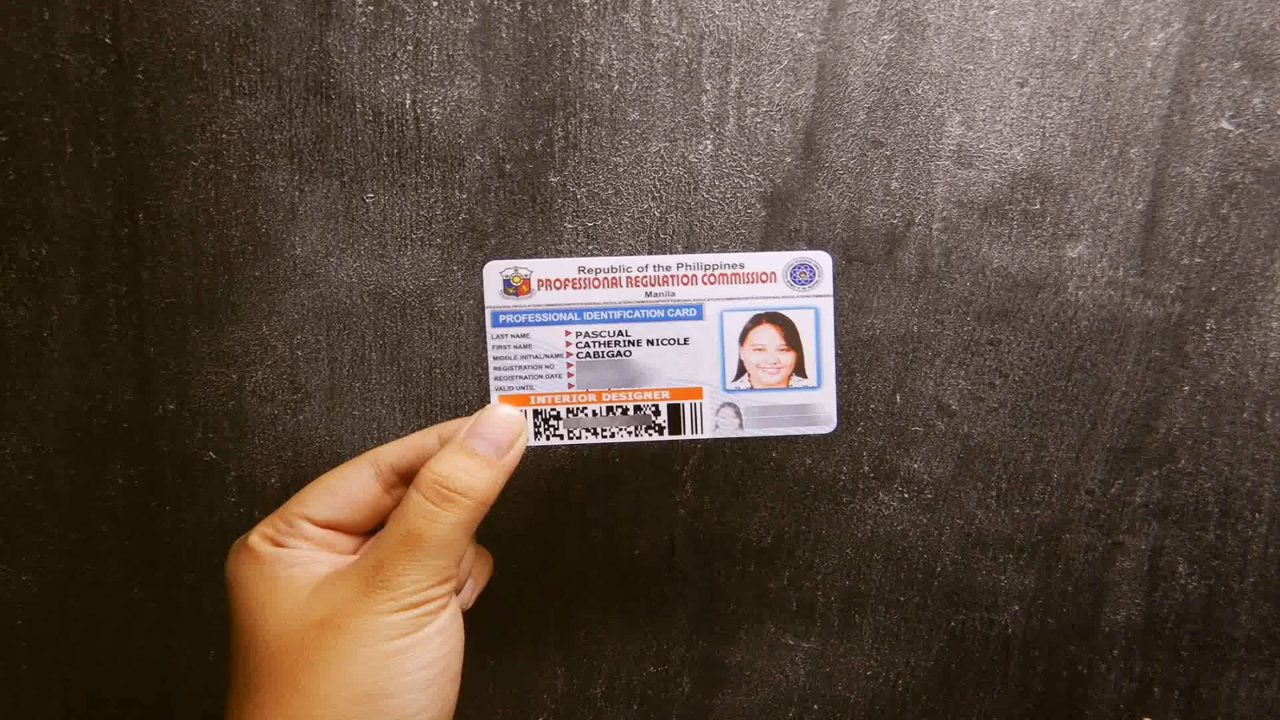 Republic of the Philippines
PROFESSIONAL REGULATION COMMISSION
Manila
PROFESSIONAL IDENTIFICATION CARD
LAST NAME PASCUAL
FIRST NAME CATHERINE NICOLE
MIDDLE INITIAL/NAME CABIGAO
REGISTRATION NO.
REGISTRATION DATE
VALID UNTIL
INTERIOR DESIGNER